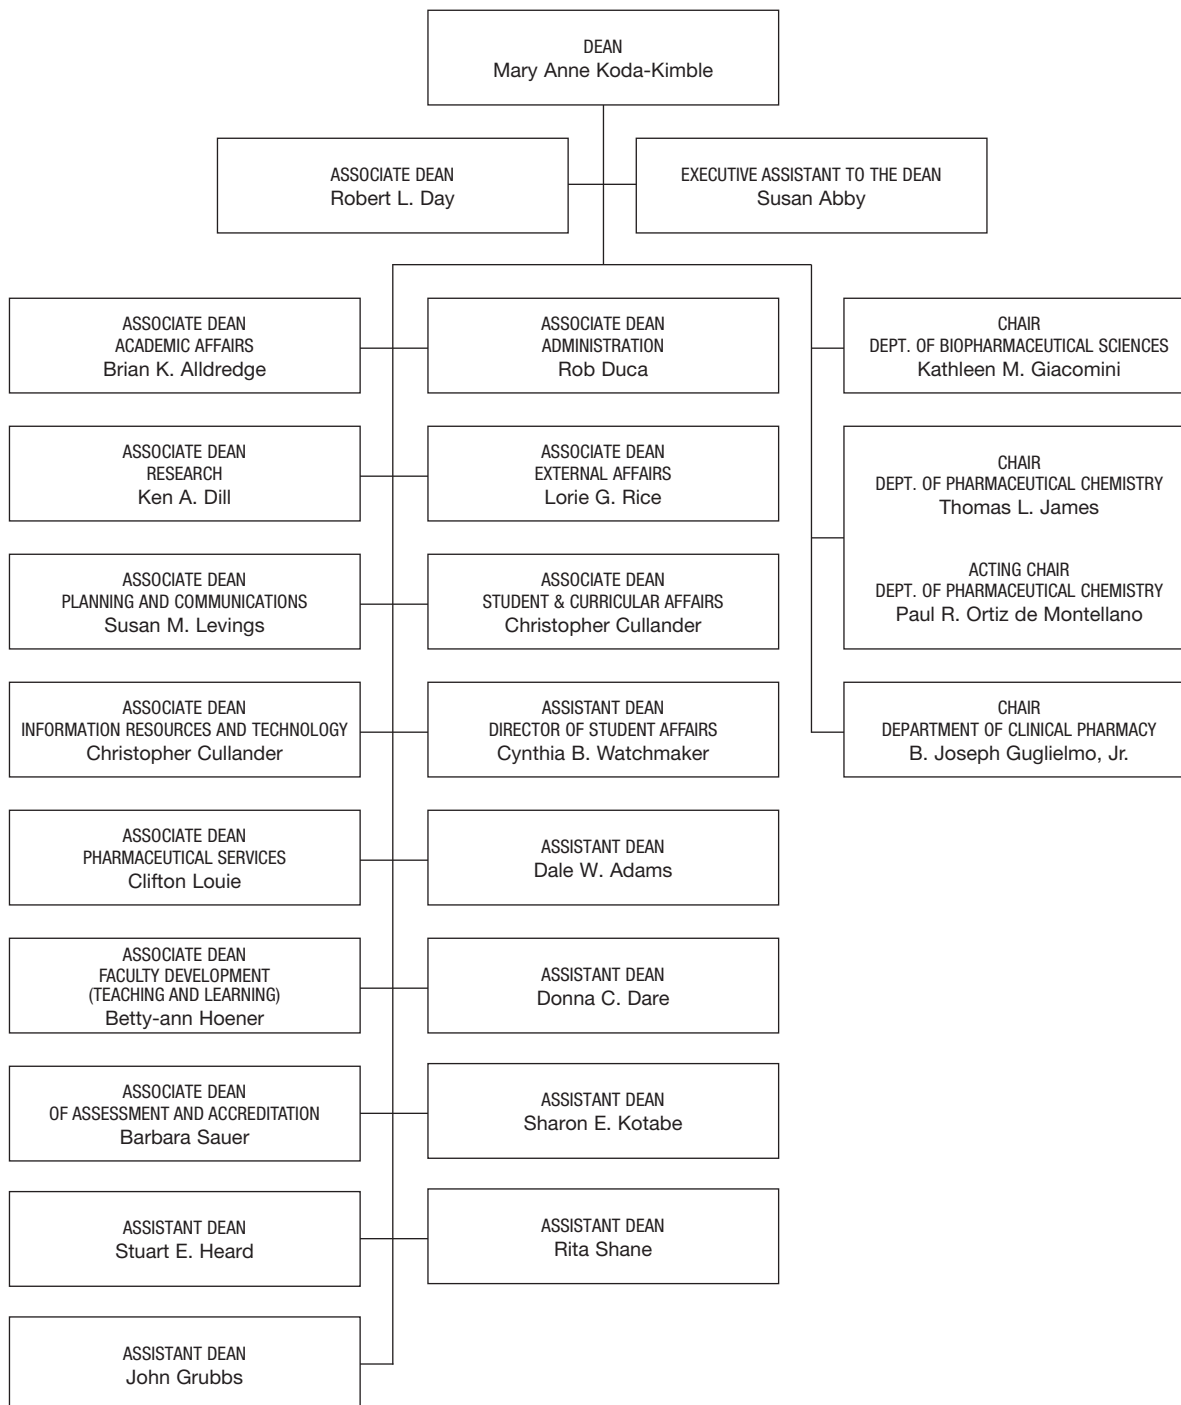 DEAN
Mary Anne Koda-Kimble
ASSOCIATE DEAN
Robert L. Day
EXECUTIVE ASSISTANT TO THE DEAN
Susan Abby
ASSOCIATE DEAN
ACADEMIC AFFAIRS
Brian K. Alldredge
ASSOCIATE DEAN
ADMINISTRATION
Rob Duca
CHAIR
DEPT. OF BIOPHARMACEUTICAL SCIENCES
Kathleen M. Giacomini
ASSOCIATE DEAN
RESEARCH
Ken A. Dill
ASSOCIATE DEAN
EXTERNAL AFFAIRS
Lorie G. Rice
CHAIR
DEPT. OF PHARMACEUTICAL CHEMISTRY
Thomas L. James
ACTING CHAIR
DEPT. OF PHARMACEUTICAL CHEMISTRY
Paul R. Ortiz de Montellano
ASSOCIATE DEAN
PLANNING AND COMMUNICATIONS
Susan M. Levings
ASSOCIATE DEAN
STUDENT & CURRICULAR AFFAIRS
Christopher Cullander
ASSOCIATE DEAN
INFORMATION RESOURCES AND TECHNOLOGY
Christopher Cullander
ASSISTANT DEAN
DIRECTOR OF STUDENT AFFAIRS
Cynthia B. Watchmaker
CHAIR
DEPARTMENT OF CLINICAL PHARMACY
B. Joseph Guglielmo, Jr.
ASSOCIATE DEAN
PHARMACEUTICAL SERVICES
Clifton Louie
ASSISTANT DEAN
Dale W. Adams
ASSOCIATE DEAN
FACULTY DEVELOPMENT
(TEACHING AND LEARNING)
Betty-ann Hoener
ASSISTANT DEAN
Donna C. Dare
ASSOCIATE DEAN
OF ASSESSMENT AND ACCREDITATION
Barbara Sauer
ASSISTANT DEAN
Sharon E. Kotabe
ASSISTANT DEAN
Stuart E. Heard
ASSISTANT DEAN
Rita Shane
ASSISTANT DEAN
John Grubbs